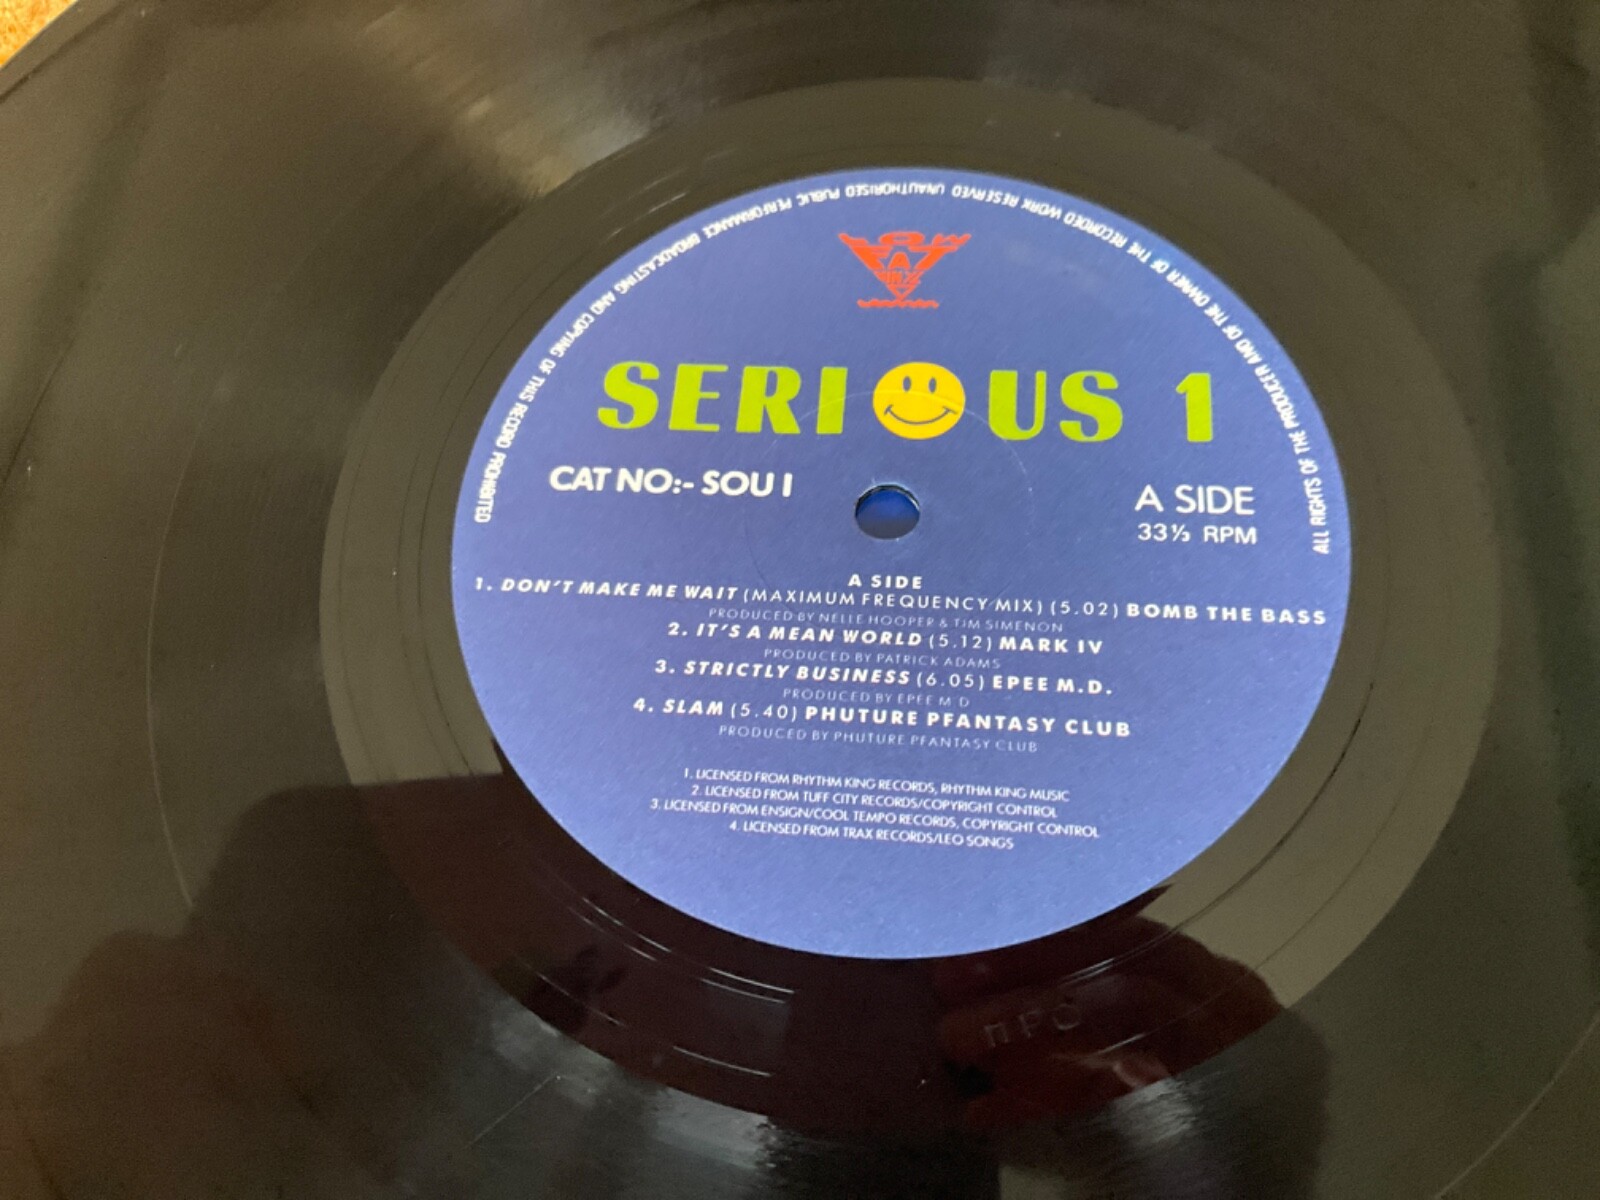 ALL RIGHTS OF THE PRODUCER AND OF THE OWNER OF THE RECORDED WORK RESERVED UNAUTHORISED PUBLIC PERFORMANCE BROADCASTING AND COPYING OF THIS RECORD PROHIBITED
SERIOUS 1
CAT NO:- SOU 1
A SIDE
33⅓ RPM
A SIDE
1. DON'T MAKE ME WAIT (MAXIMUM FREQUENCY MIX) (5.02) BOMB THE BASS
PRODUCED BY NELLE HOOPER & TIM SIMENON
2. IT'S A MEAN WORLD (5.12) MARK IV
PRODUCED BY PATRICK ADAMS
3. STRICTLY BUSINESS (6.05) EPEE M.D.
PRODUCED BY EPEE M D
4. SLAM (5.40) PHUTURE PFANTASY CLUB
PRODUCED BY PHUTURE PFANTASY CLUB
1. LICENSED FROM RHYTHM KING RECORDS, RHYTHM KING MUSIC
2. LICENSED FROM TUFF CITY RECORDS/COPYRIGHT CONTROL
3. LICENSED FROM ENSIGN/COOL TEMPO RECORDS, COPYRIGHT CONTROL
4. LICENSED FROM TRAX RECORDS/LEO SONGS